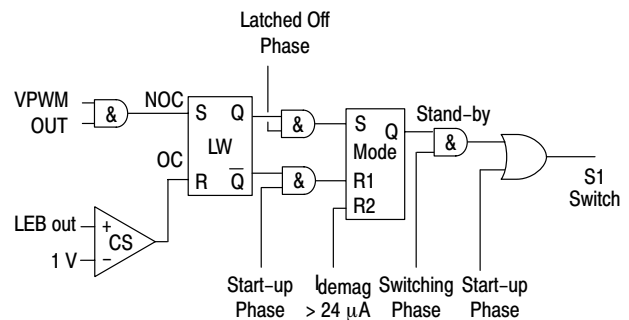 Latched Off
Phase
VPWM
OUT
&
NOC
S
Q
LW
OC
R
Q̅
&
&
S
Q
Mode
R1
R2
Stand−by
&
S1
Switch
LEB out
+
CS
1 V
−
Start−up
Phase
Idemag
> 24 μA
Switching
Phase
Start−up
Phase